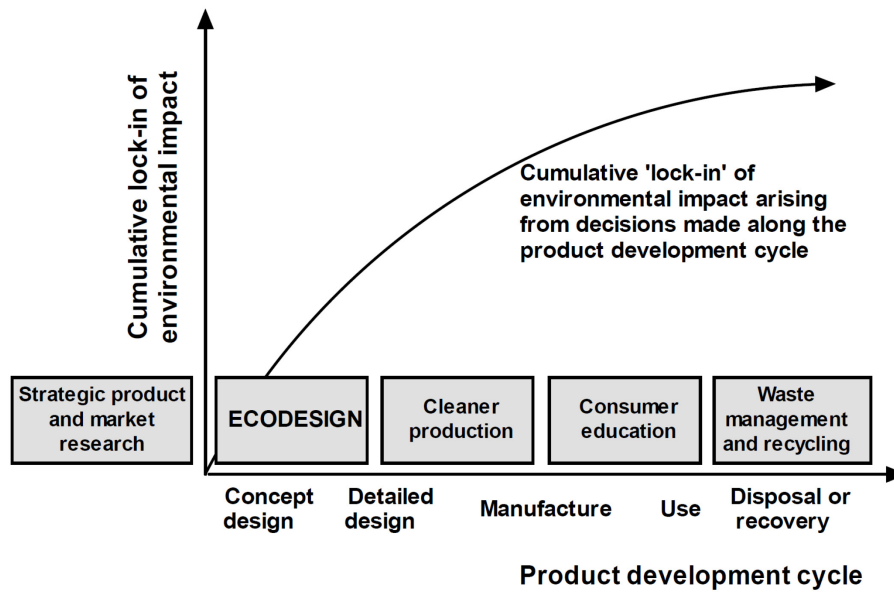 Cumulative lock-in of
environmental impact
Cumulative 'lock-in' of
environmental impact arising
from decisions made along the
product development cycle
Strategic product
and market
research
ECODESIGN
Cleaner
production
Consumer
education
Waste
management
and recycling
Concept
design
Detailed
design
Manufacture
Use
Disposal or
recovery
Product development cycle